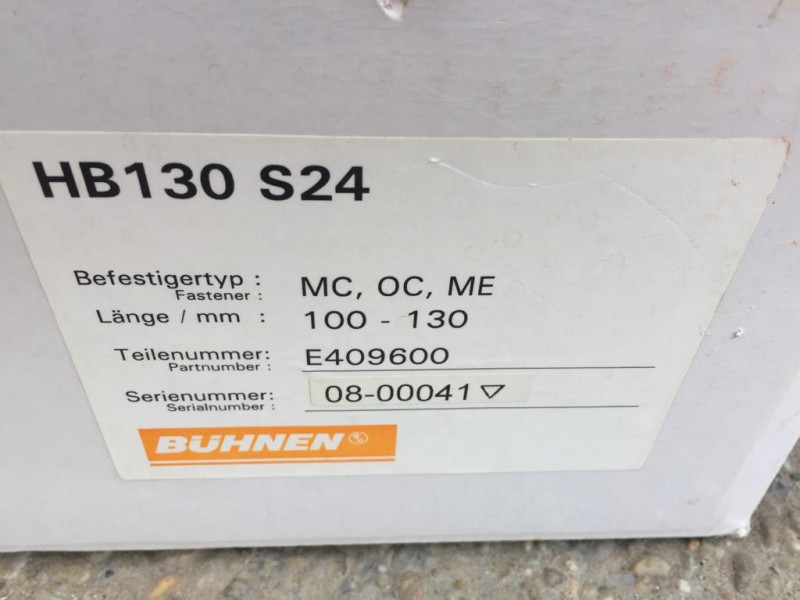 HB130 S24
Befestigertyp : MC, OC, ME
Fastener :
Länge / mm : 100 - 130
Teilenummer: E409600
Partnumber :
Serienummer: 08-00041▽
Serialnumber :
BÜHNEN